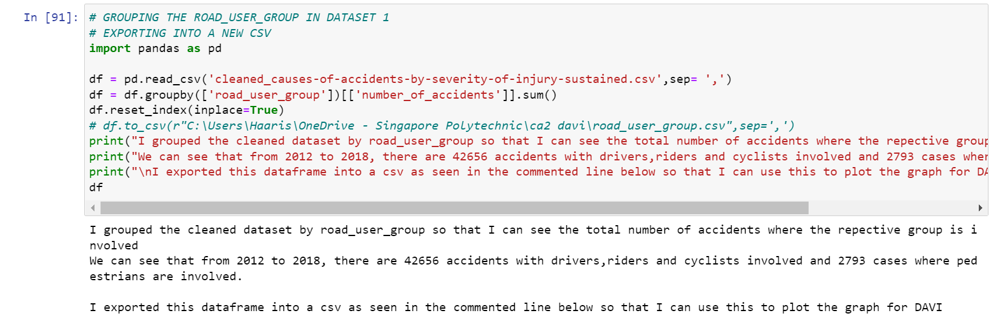 In [91]:
# GROUPING THE ROAD_USER_GROUP IN DATASET 1
# EXPORTING INTO A NEW CSV
import pandas as pd
df = pd.read_csv('cleaned_causes-of-accidents-by-severity-of-injury-sustained.csv',sep= ',')
df = df.groupby(['road_user_group'])[['number_of_accidents']].sum()
df.reset_index(inplace=True)
# df.to_csv(r"C:\Users\Haaris\OneDrive - Singapore Polytechnic\ca2 davi\road_user_group.csv",sep=',')
print("I grouped the cleaned dataset by road_user_group so that I can see the total number of accidents where the repective group
print("We can see that from 2012 to 2018, there are 42656 accidents with drivers,riders and cyclists involved and 2793 cases wher
print("\nI exported this dataframe into a csv as seen in the commented line below so that I can use this to plot the graph for DA
df
I grouped the cleaned dataset by road_user_group so that I can see the total number of accidents where the repective group is i
nvolved
We can see that from 2012 to 2018, there are 42656 accidents with drivers,riders and cyclists involved and 2793 cases where ped
estrians are involved.
I exported this dataframe into a csv as seen in the commented line below so that I can use this to plot the graph for DAVI